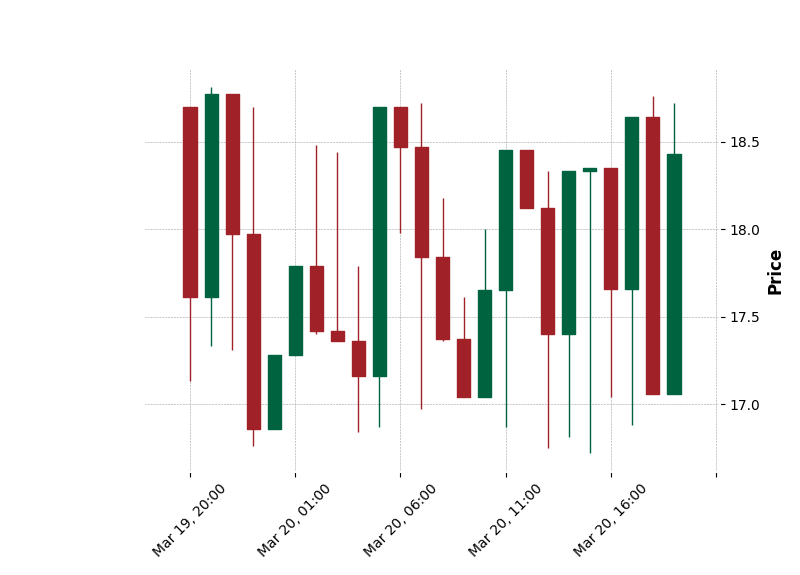 18.5
18.0
17.5
17.0
Price
Mar 19, 20:00
Mar 20, 01:00
Mar 20, 06:00
Mar 20, 11:00
Mar 20, 16:00